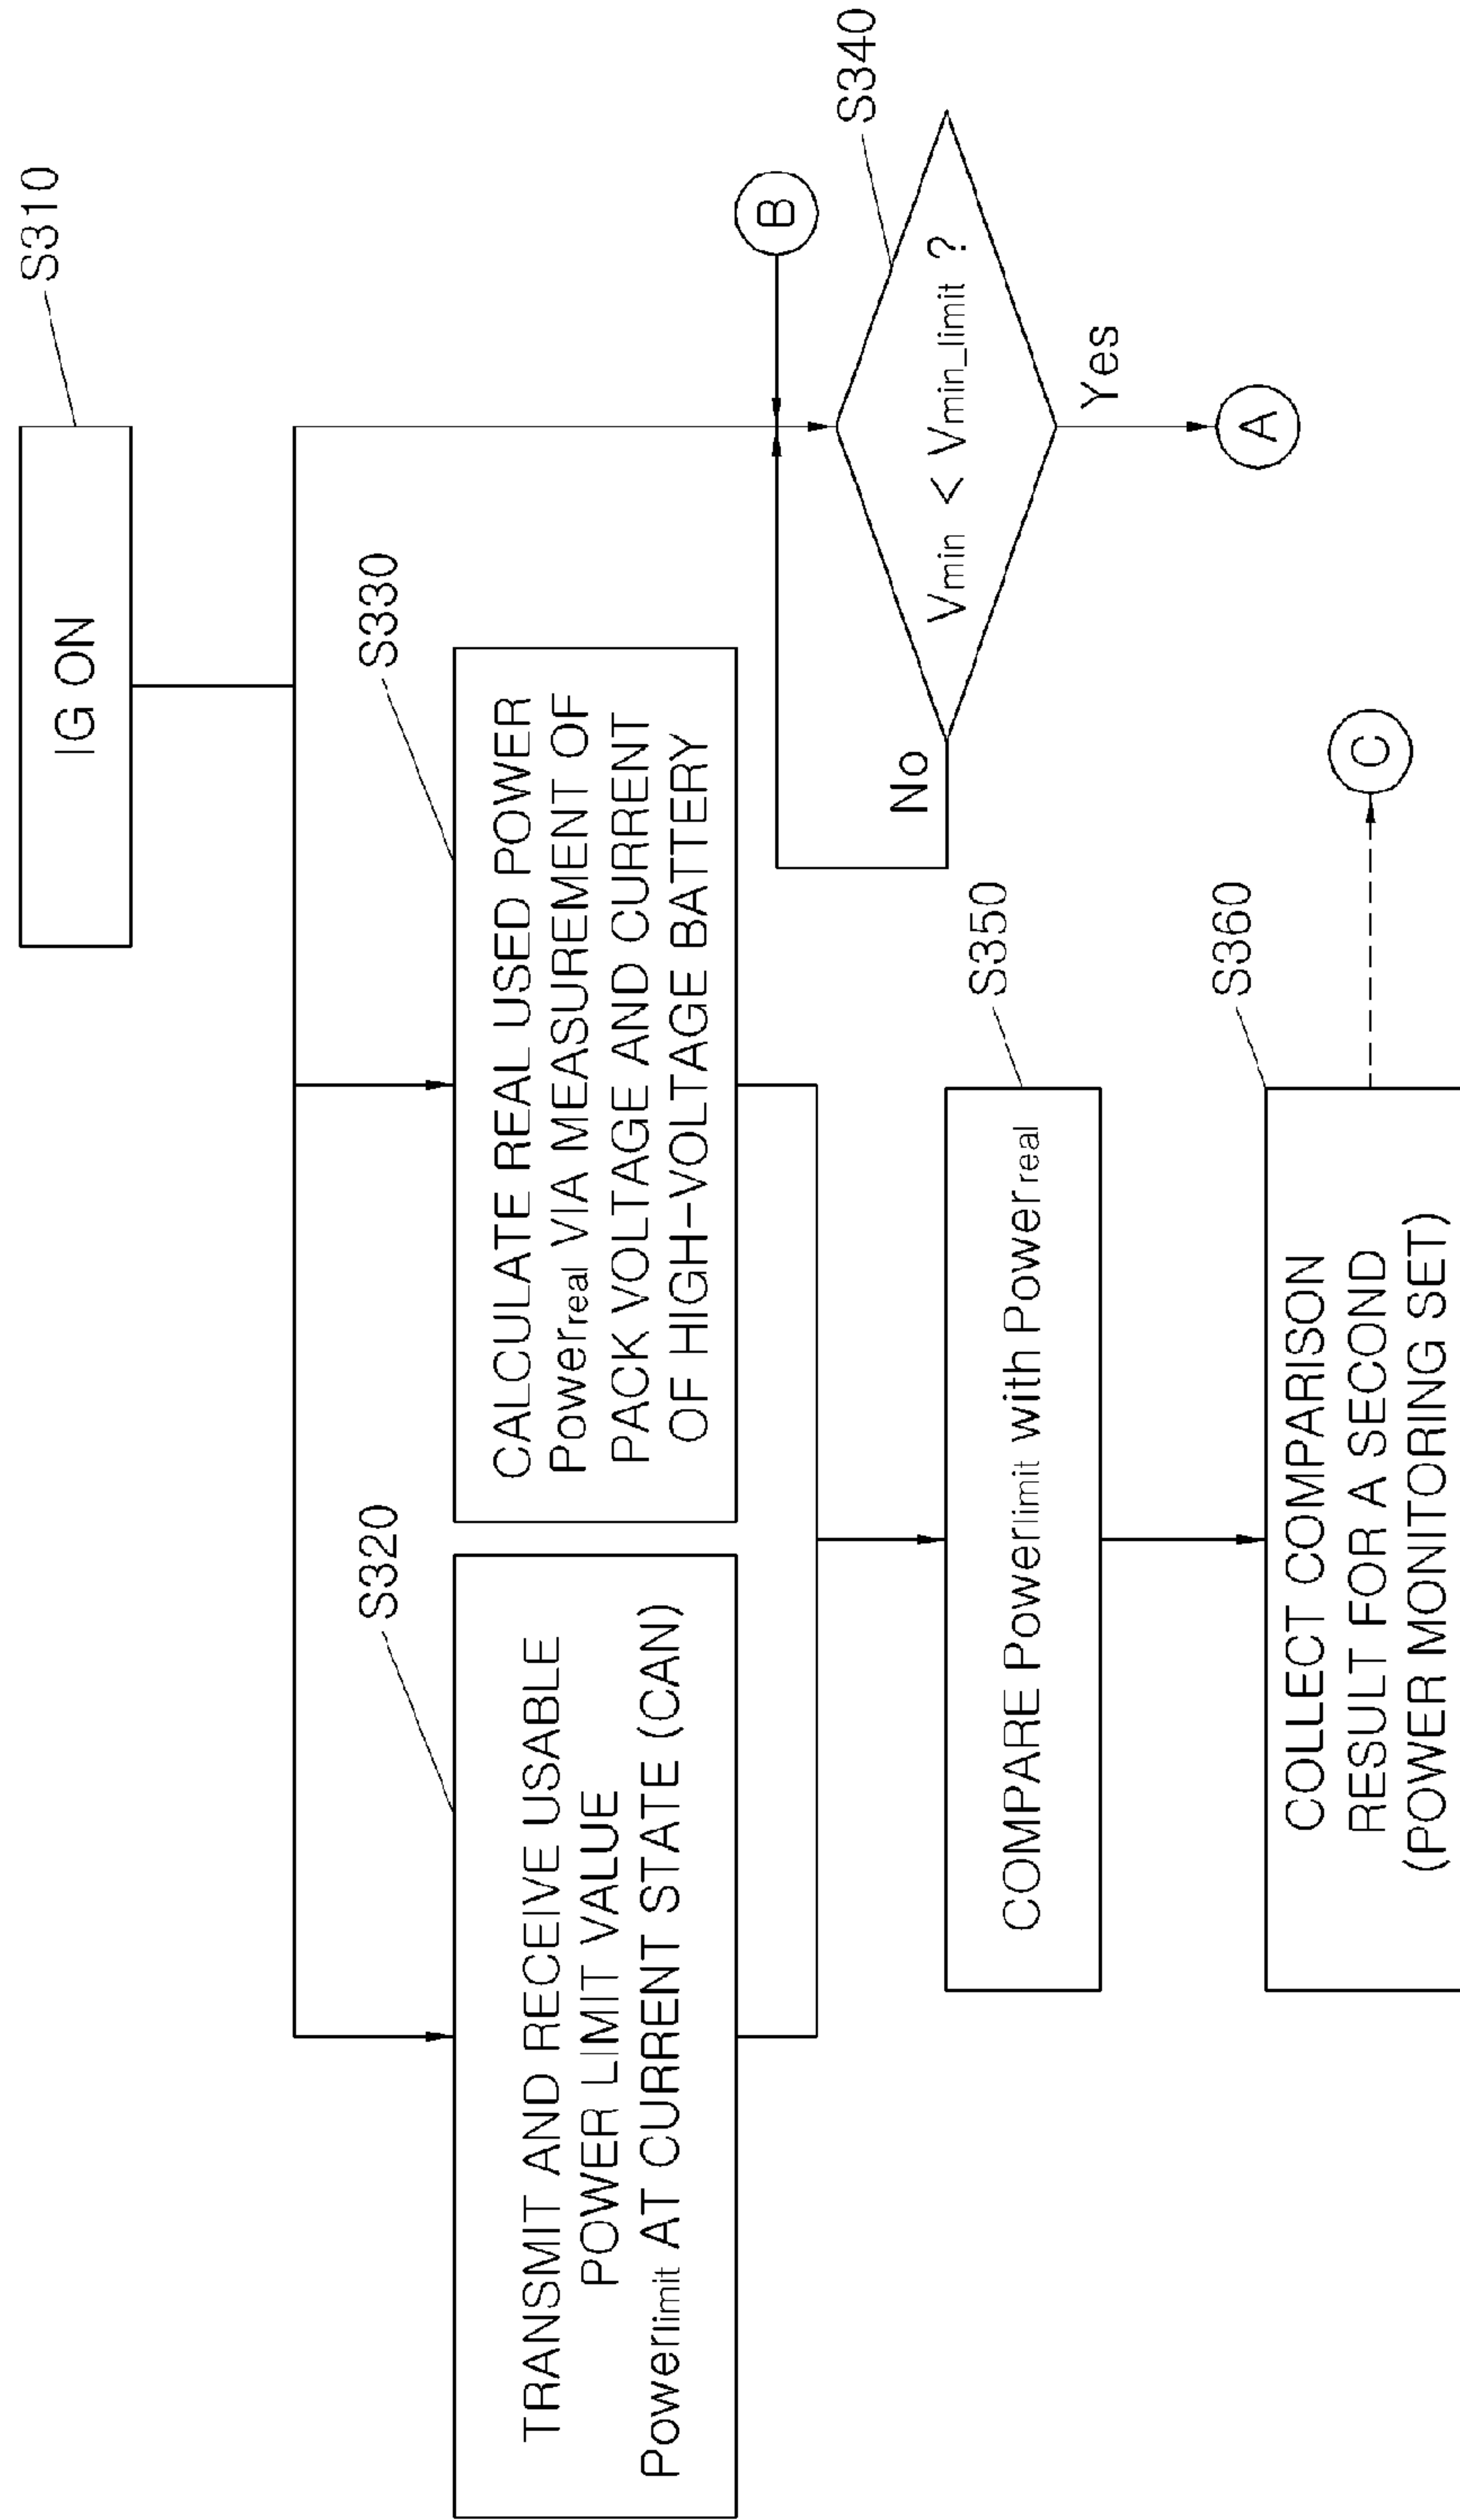 S310
IG ON
S320
TRANSMIT AND RECEIVE USABLE
POWER LIMIT VALUE
Powerlimit AT CURRENT STATE (CAN)
S330
CALCULATE REAL USED POWER
Powerreal VIA MEASUREMENT OF
PACK VOLTAGE AND CURRENT
OF HIGH-VOLTAGE BATTERY
B
S340
Vmin < Vmin_limit ?
No
Yes
A
S350
COMPARE Powerlimit with Powerreal
S360
COLLECT COMPARISON
RESULT FOR A SECOND
(POWER MONITORING SET)
C